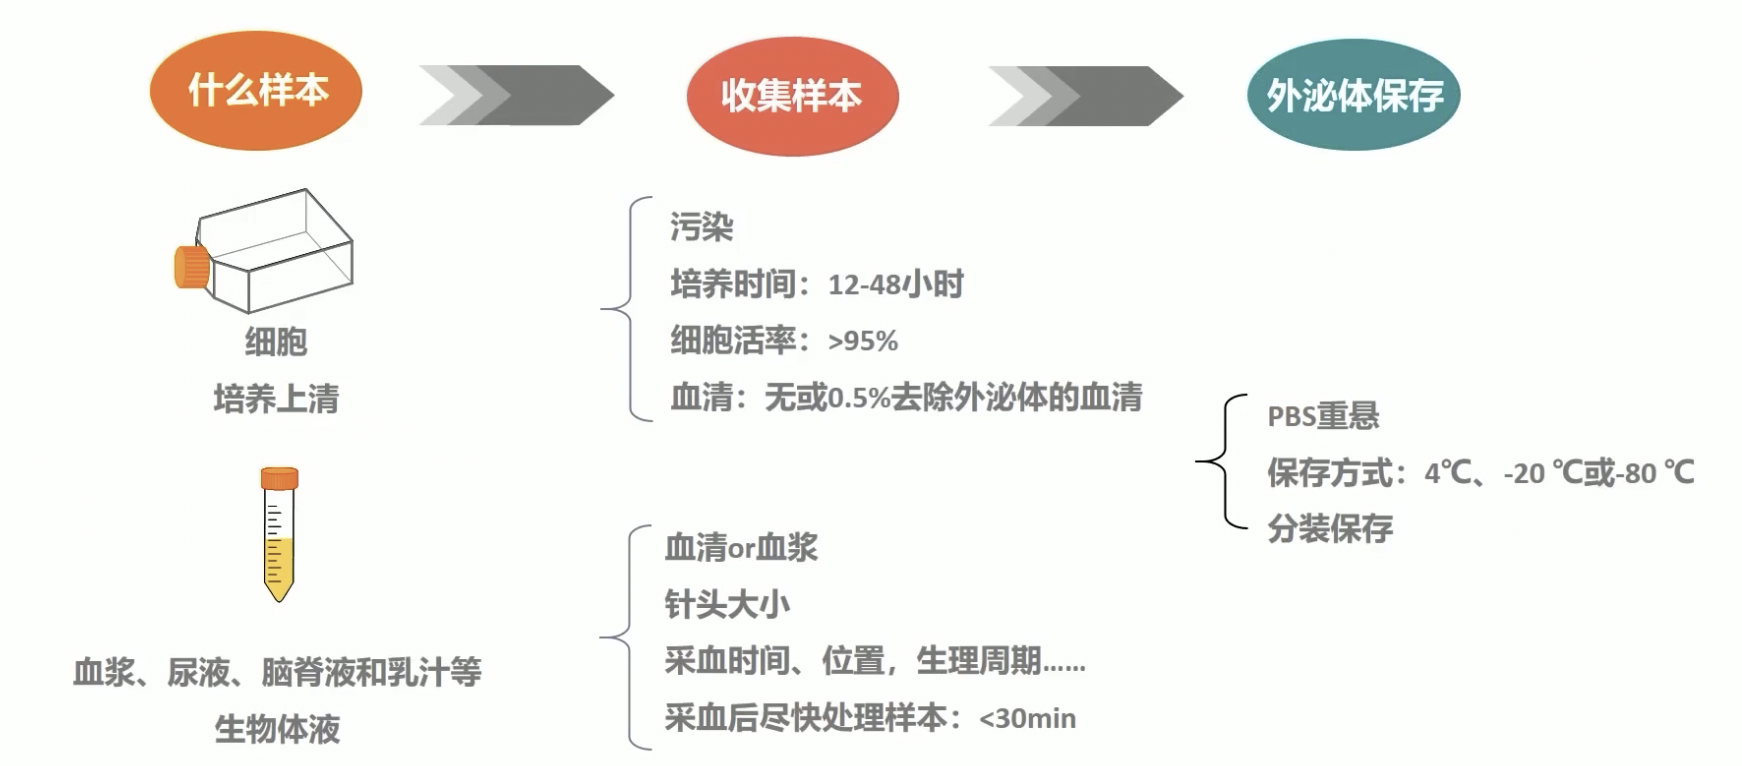 什么样本
收集样本
外泌体保存
细胞
培养上清
污染
培养时间：12-48小时
细胞活率：>95%
血清：无或0.5%去除外泌体的血清
血浆、尿液、脑脊液和乳汁等
生物体液
血清or血浆
针头大小
采血时间、位置，生理周期......
采血后尽快处理样本：<30min
PBS重悬
保存方式：4℃、-20 ℃或-80 ℃
分装保存